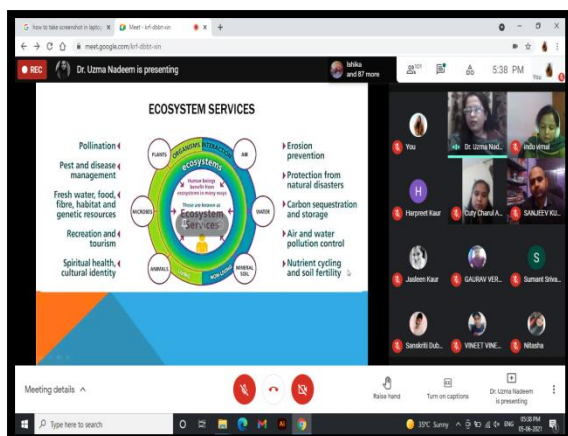 how to take screenshot in laptop
Meet - krf-dbbt-xin
meet.google.com/krf-dbbt-xin
REC
Dr. Uzma Nadeem is presenting
Ishika
and 87 more
101
5:38 PM
You
ECOSYSTEM SERVICES
Pollination
Pest and disease
management
Fresh water, food,
fibre, habitat and
genetic resources
Recreation and
tourism
Spiritual health,
cultural identity
ORGANISMS
INTERACTION
ecosystems
PLANTS
AIR
MICROBES
WATER
ANIMALS
MINERAL
SOIL
LIVING
NON-LIVING
Human beings
benefit from
ecosystems in many ways
These are known as
Ecosystem
Services
Erosion
prevention
Protection from
natural disasters
Carbon sequestration
and storage
Air and water
pollution control
Nutrient cycling
and soil fertility
You
Dr. Uzma Nad...
indu vimal
H
Harpreet Kaur
Cuty Charul A...
SANJEEV KU...
Jasleen Kaur
GAURAV VER...
S
Sumant Sriva...
Sanskriti Dub...
VINEET VINE...
Nitasha
Meeting details
Raise hand
Turn on captions
Dr. Uzma Nadeem
is presenting
Type here to search
35°C Sunny
ENG
05:38 PM
05-06-2021